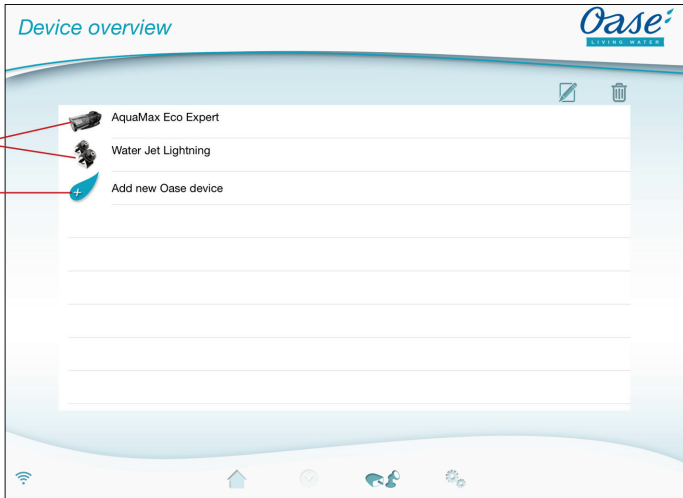 Device overview
Oase
LIVING WATER
AquaMax Eco Expert
Water Jet Lightning
Add new Oase device